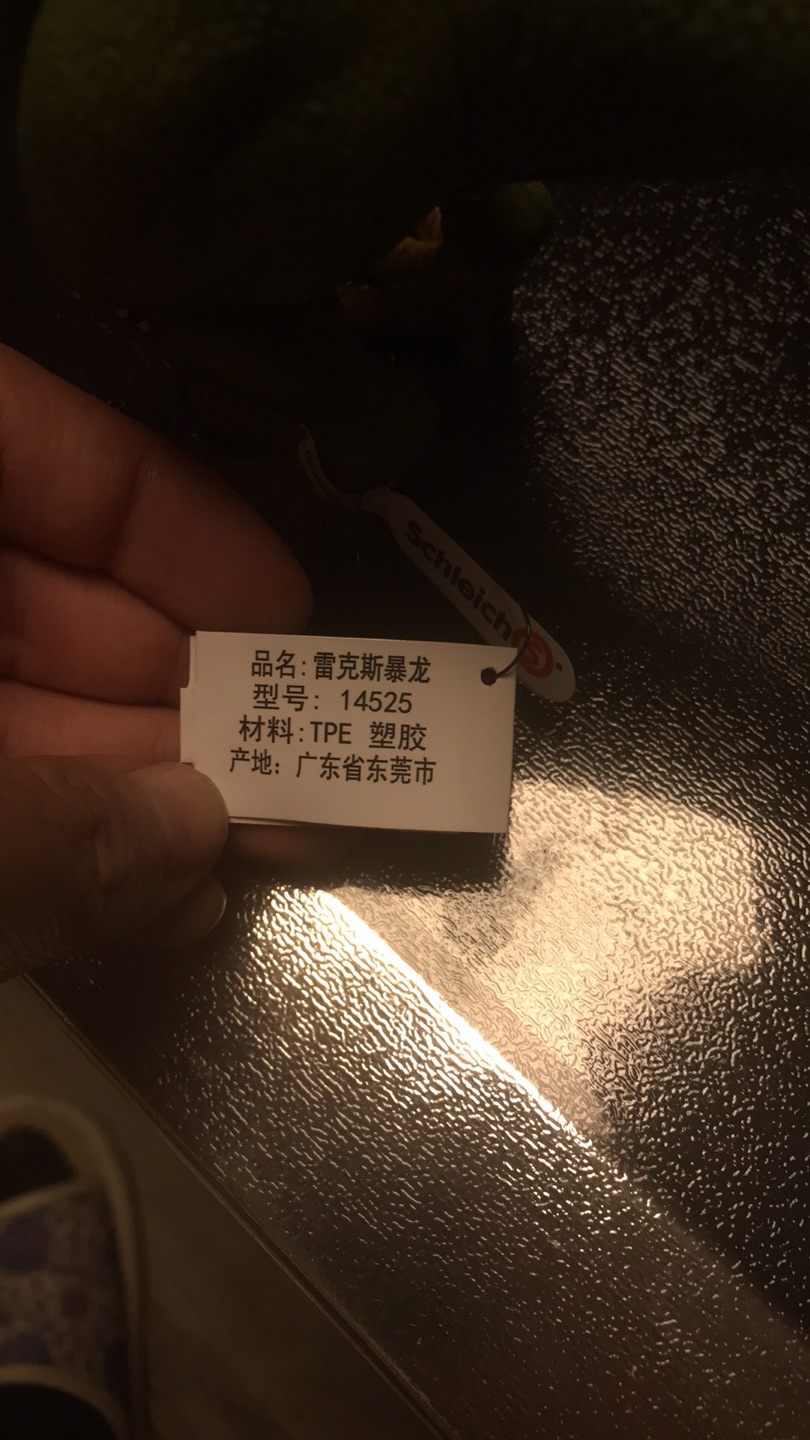 Schleich S
品名:雷克斯暴龙
型号: 14525
材料:TPE 塑胶
产地: 广东省东莞市